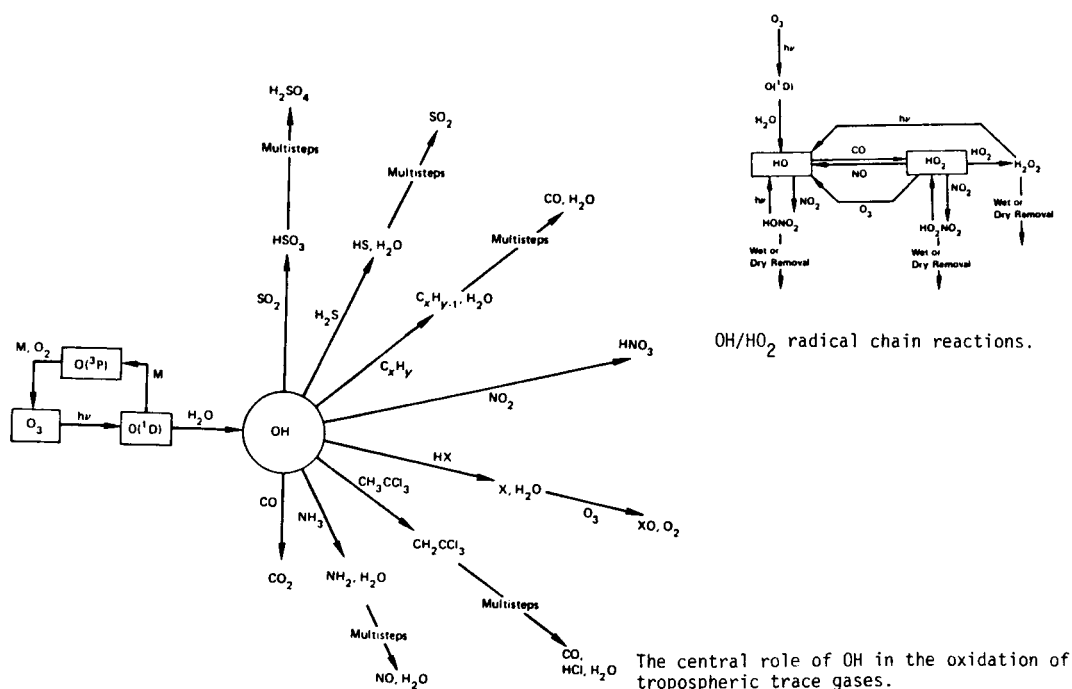 H₂SO₄
Multisteps
HSO₃
SO₂
SO₂
Multisteps
HS, H₂O
H₂S
CO, H₂O
Multisteps
CₓHᵧ₋₁, H₂O
CₓHᵧ
HNO₃
NO₂
M, O₂
O(³P)
M
O₃
hν
O(¹D)
H₂O
OH
HX
X, H₂O
O₃
XO, O₂
CH₃CCl₃
CH₂CCl₃
Multisteps
CO,
HCl, H₂O
NH₃
NH₂, H₂O
Multisteps
NO, H₂O
CO
CO₂
O₃
hν
O(¹D)
H₂O
hν
HO
CO
NO
HO₂
HO₂
H₂O₂
hν
NO₂
O₃
NO₂
HONO₂
HO₂NO₂
Wet or
Dry Removal
Wet or
Dry Removal
Wet or
Dry Removal
OH/HO₂ radical chain reactions.
The central role of OH in the oxidation of
tropospheric trace gases.